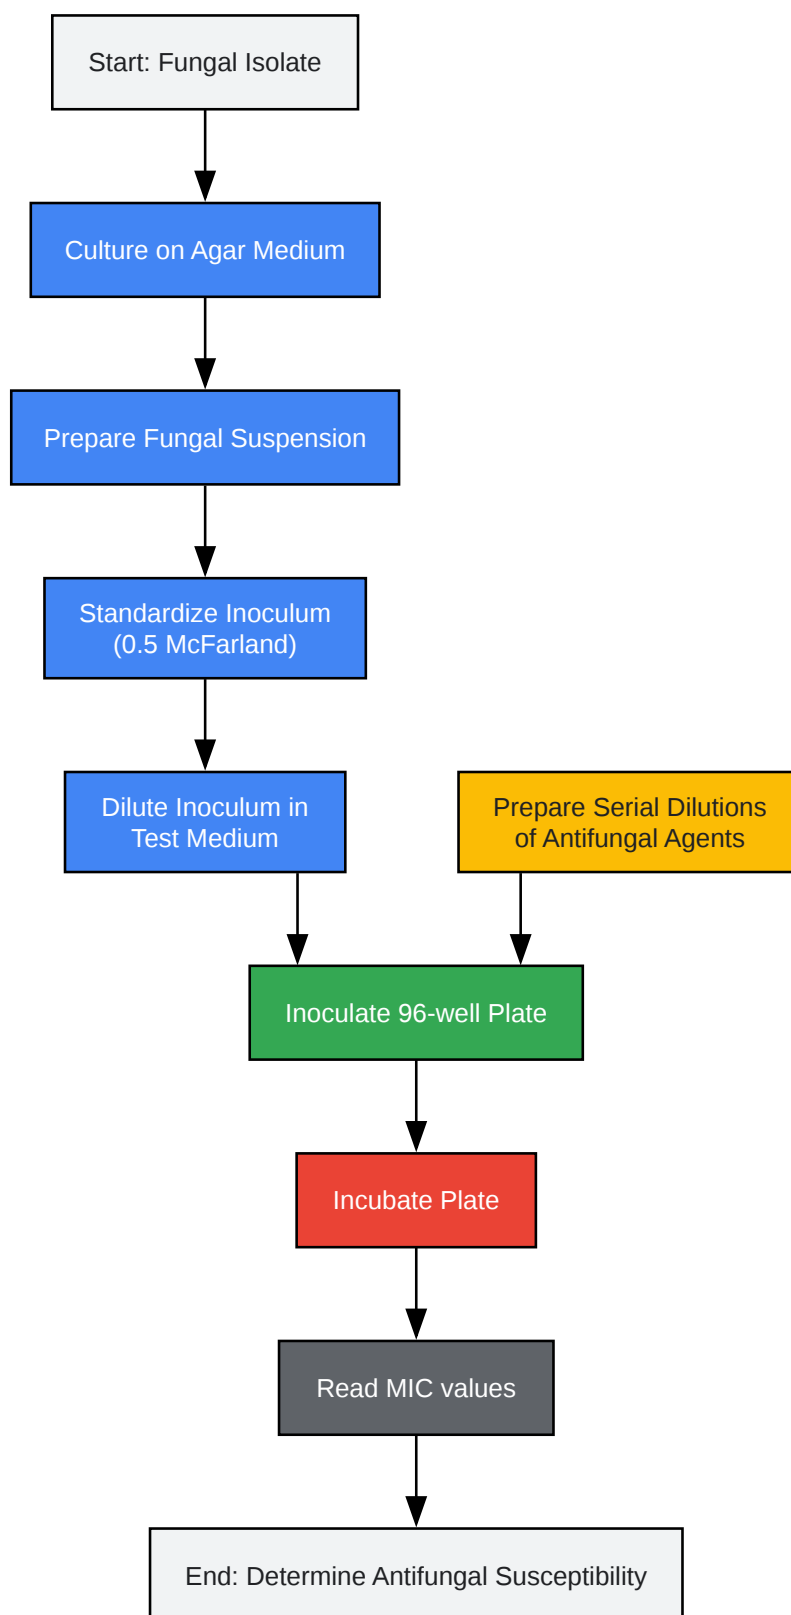 Start: Fungal Isolate
Culture on Agar Medium
Prepare Fungal Suspension
Standardize Inoculum
(0.5 McFarland)
Dilute Inoculum in
Test Medium
Prepare Serial Dilutions
of Antifungal Agents
Inoculate 96-well Plate
Incubate Plate
Read MIC values
End: Determine Antifungal Susceptibility